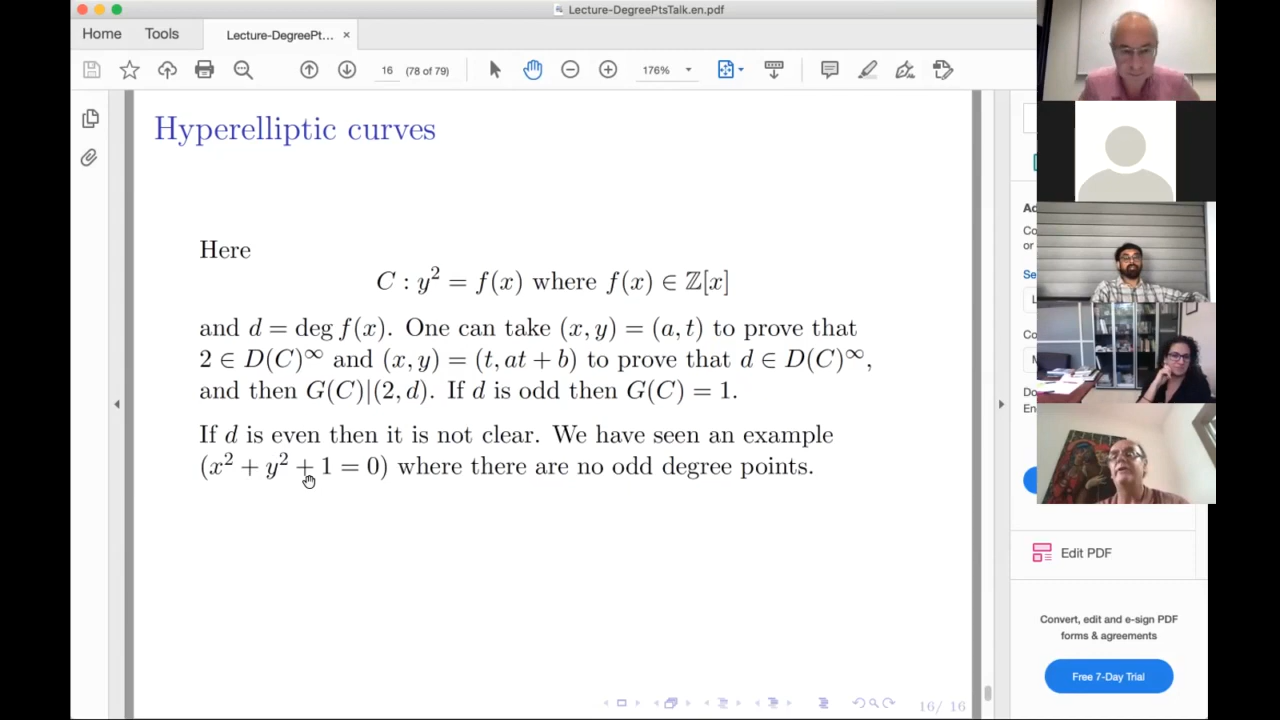 Lecture-DegreePtsTalk.en.pdf
Home
Tools
Lecture-DegreePt...
×
16
(78 of 79)
176%
Hyperelliptic curves
Here
C : y² = f(x) where f(x) ∈ ℤ[x]
and d = deg f(x). One can take (x, y) = (a, t) to prove that
2 ∈ D(C)^∞ and (x, y) = (t, at + b) to prove that d ∈ D(C)^∞,
and then G(C)|(2, d). If d is odd then G(C) = 1.
If d is even then it is not clear. We have seen an example
(x² + y² + 1 = 0) where there are no odd degree points.
16/ 16
Edit PDF
Convert, edit and e-sign PDF
forms & agreements
Free 7-Day Trial